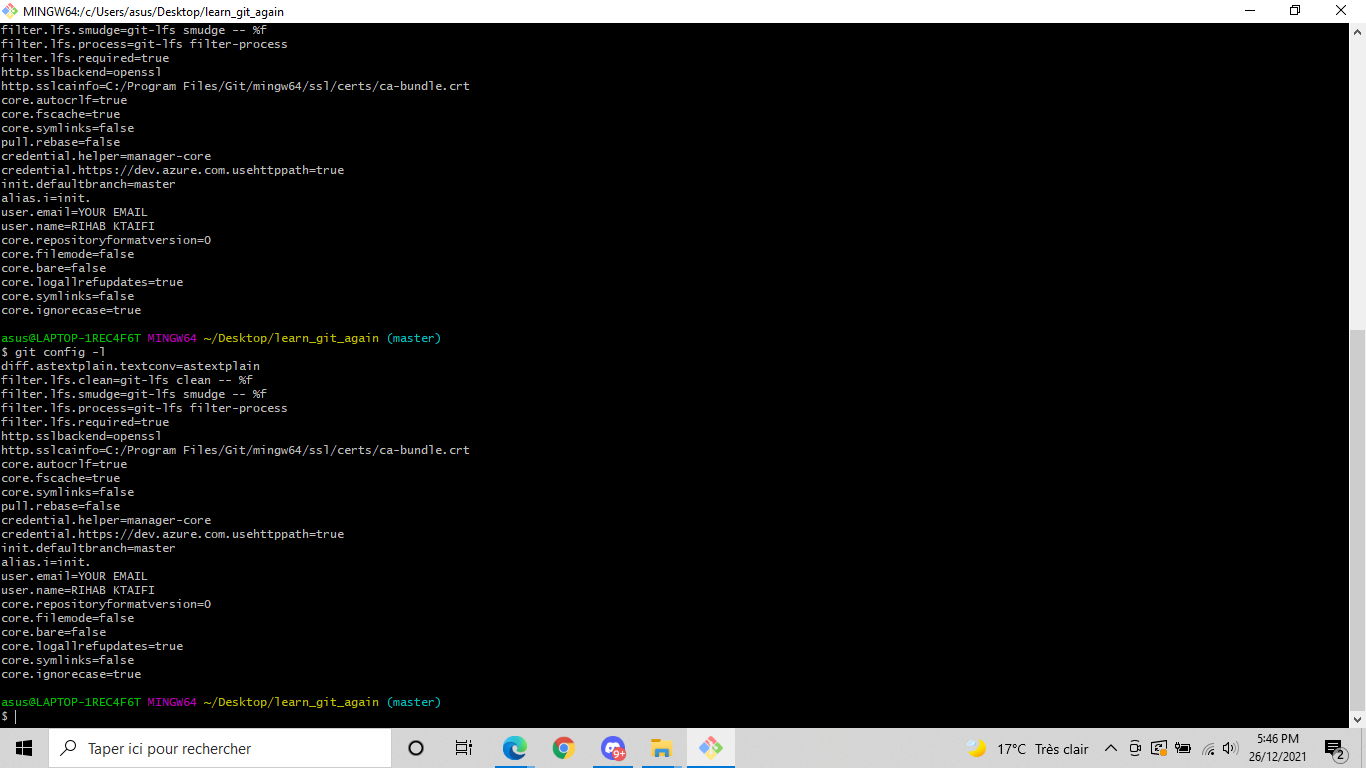 MINGW64:/c/Users/asus/Desktop/learn_git_again
filter.lfs.smudge=git-lfs smudge -- %f
filter.lfs.process=git-lfs filter-process
filter.lfs.required=true
http.sslbackend=openssl
http.sslcainfo=C:/Program Files/Git/mingw64/ssl/certs/ca-bundle.crt
core.autocrlf=true
core.fscache=true
core.symlinks=false
pull.rebase=false
credential.helper=manager-core
credential.https://dev.azure.com.usehttppath=true
init.defaultbranch=master
alias.i=init.
user.email=YOUR EMAIL
user.name=RIHAB KTAIFI
core.repositoryformatversion=0
core.filemode=false
core.bare=false
core.logallrefupdates=true
core.symlinks=false
core.ignorecase=true
asus@LAPTOP-1REC4F6T MINGW64 ~/Desktop/learn_git_again (master)
$ git config -l
diff.astextplain.textconv=astextplain
filter.lfs.clean=git-lfs clean -- %f
filter.lfs.smudge=git-lfs smudge -- %f
filter.lfs.process=git-lfs filter-process
filter.lfs.required=true
http.sslbackend=openssl
http.sslcainfo=C:/Program Files/Git/mingw64/ssl/certs/ca-bundle.crt
core.autocrlf=true
core.fscache=true
core.symlinks=false
pull.rebase=false
credential.helper=manager-core
credential.https://dev.azure.com.usehttppath=true
init.defaultbranch=master
alias.i=init.
user.email=YOUR EMAIL
user.name=RIHAB KTAIFI
core.repositoryformatversion=0
core.filemode=false
core.bare=false
core.logallrefupdates=true
core.symlinks=false
core.ignorecase=true
asus@LAPTOP-1REC4F6T MINGW64 ~/Desktop/learn_git_again (master)
$
Taper ici pour rechercher
9+
17°C Très clair
5:46 PM
26/12/2021
2